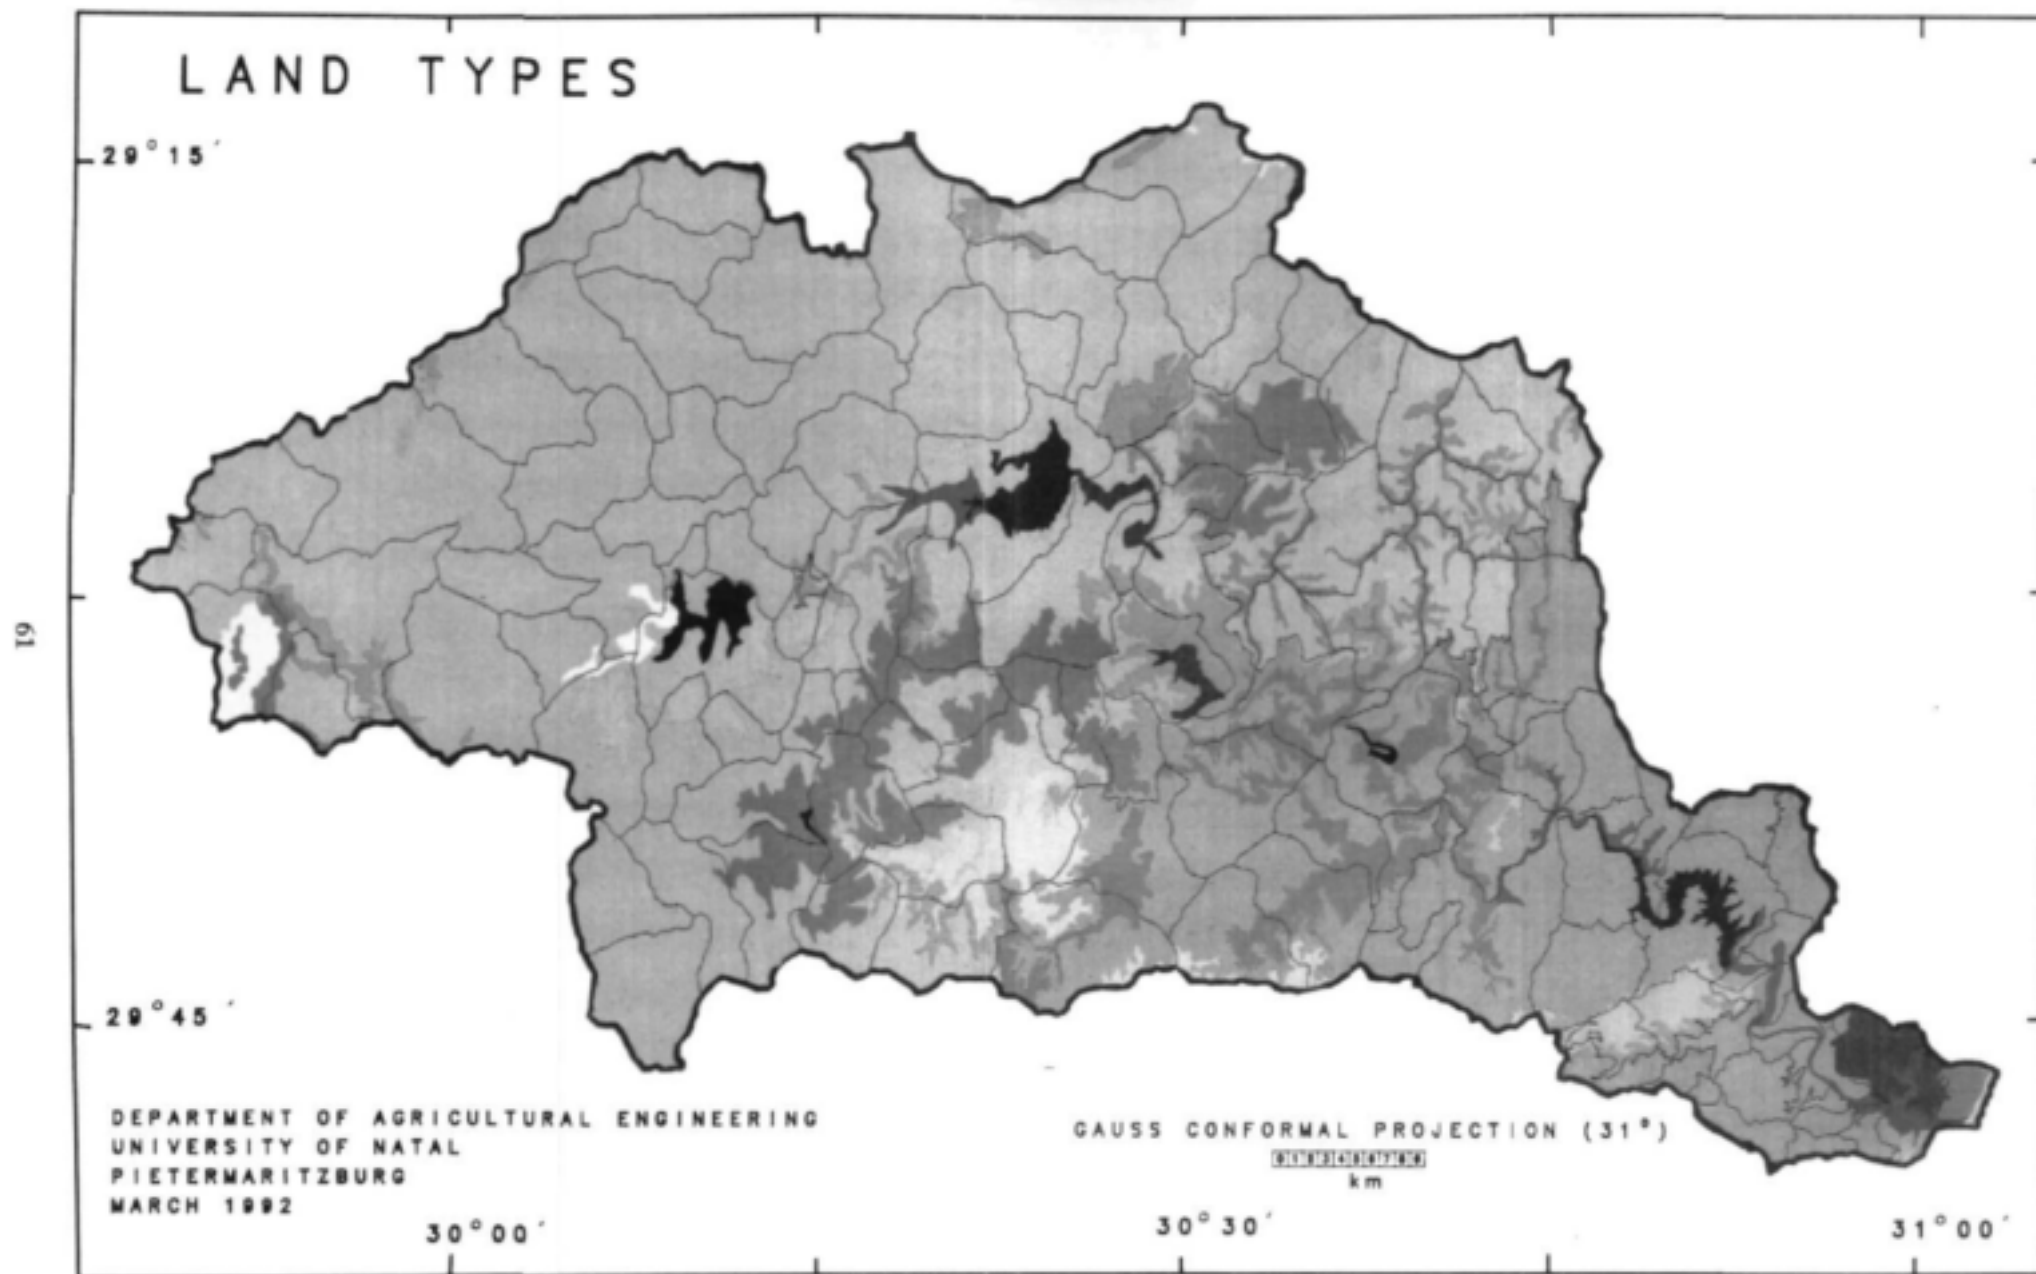 LAND TYPES
29°15′
61
29°45′
DEPARTMENT OF AGRICULTURAL ENGINEERING
UNIVERSITY OF NATAL
PIETERMARITZBURG
MARCH 1992
GAUSS CONFORMAL PROJECTION (31°)
km
30°00′
30°30′
31°00′